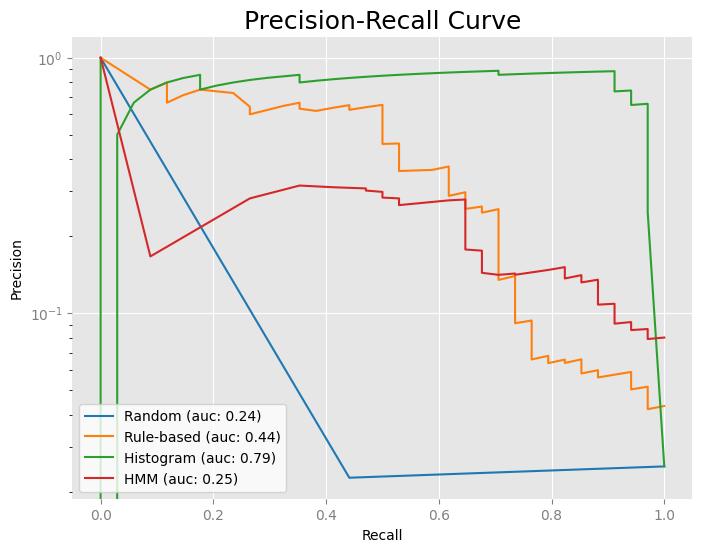 Precision-Recall Curve
Precision
10⁰
10⁻¹
Random (auc: 0.24)
Rule-based (auc: 0.44)
Histogram (auc: 0.79)
HMM (auc: 0.25)
0.0 0.2 0.4 0.6 0.8 1.0
Recall